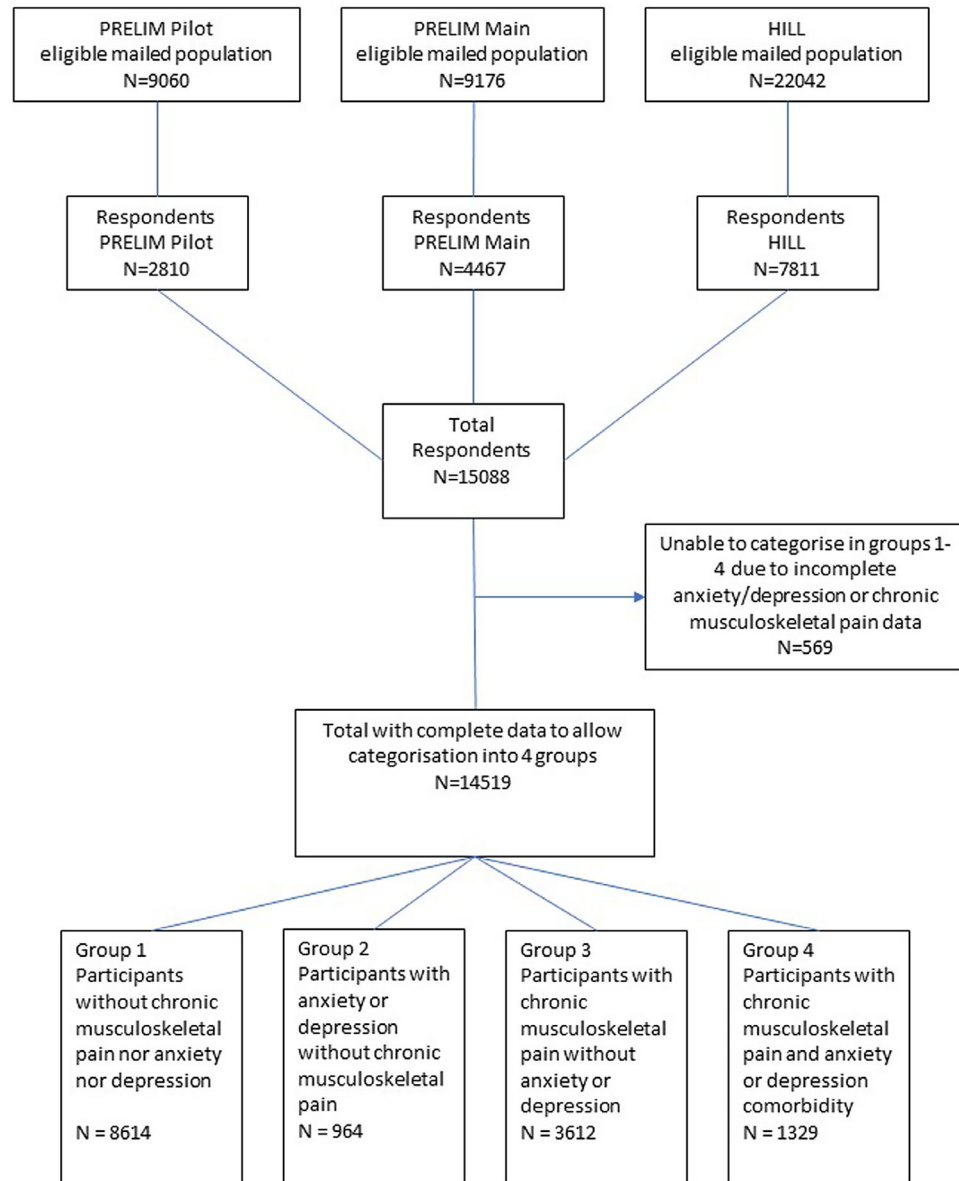 PRELIM Pilot
eligible mailed population
N=9060
PRELIM Main
eligible mailed population
N=9176
HILL
eligible mailed population
N=22042
Respondents
PRELIM Pilot
N=2810
Respondents
PRELIM Main
N=4467
Respondents
HILL
N=7811
Total
Respondents
N=15088
Unable to categorise in groups 1-
4 due to incomplete
anxiety/depression or chronic
musculoskeletal pain data
N=569
Total with complete data to allow
categorisation into 4 groups
N=14519
Group 1
Participants
without chronic
musculoskeletal
pain nor anxiety
nor depression
N = 8614
Group 2
Participants with
anxiety or
depression
without chronic
musculoskeletal
pain
N = 964
Group 3
Participants with
chronic
musculoskeletal
pain without
anxiety or
depression
N = 3612
Group 4
Participants with
chronic
musculoskeletal
pain and anxiety
or depression
comorbidity
N = 1329